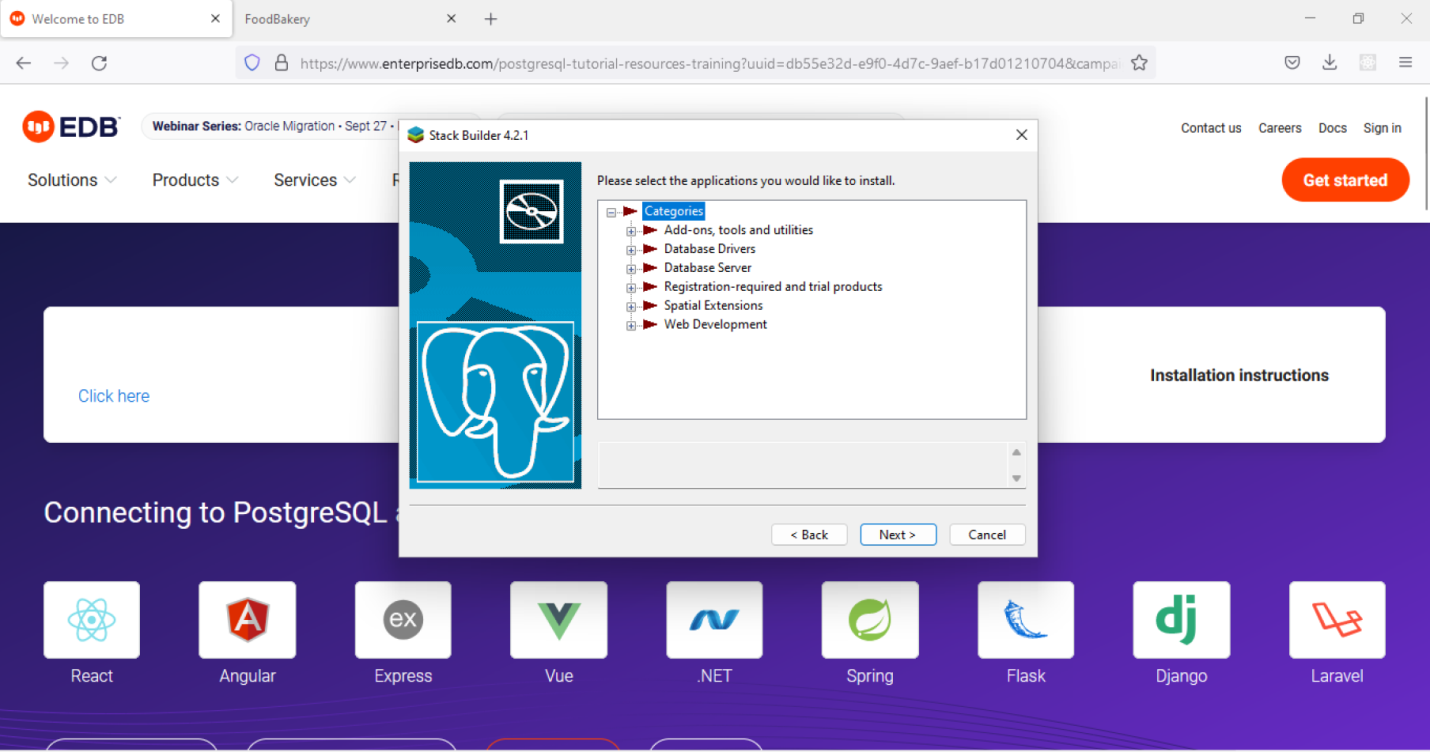 Welcome to EDB
FoodBakery
https://www.enterprisedb.com/postgresql-tutorial-resources-training?uuid=db55e32d-e9f0-4d7c-9aef-b17d01210704&campai
EDB
Webinar Series: Oracle Migration • Sept 27 •
Contact us Careers Docs Sign in
Solutions Products Services
Get started
Stack Builder 4.2.1
Please select the applications you would like to install.
Categories
Add-ons, tools and utilities
Database Drivers
Database Server
Registration-required and trial products
Spatial Extensions
Web Development
< Back Next > Cancel
Click here
Installation instructions
Connecting to PostgreSQL
ex
dj
React Angular Express Vue .NET Spring Flask Django Laravel